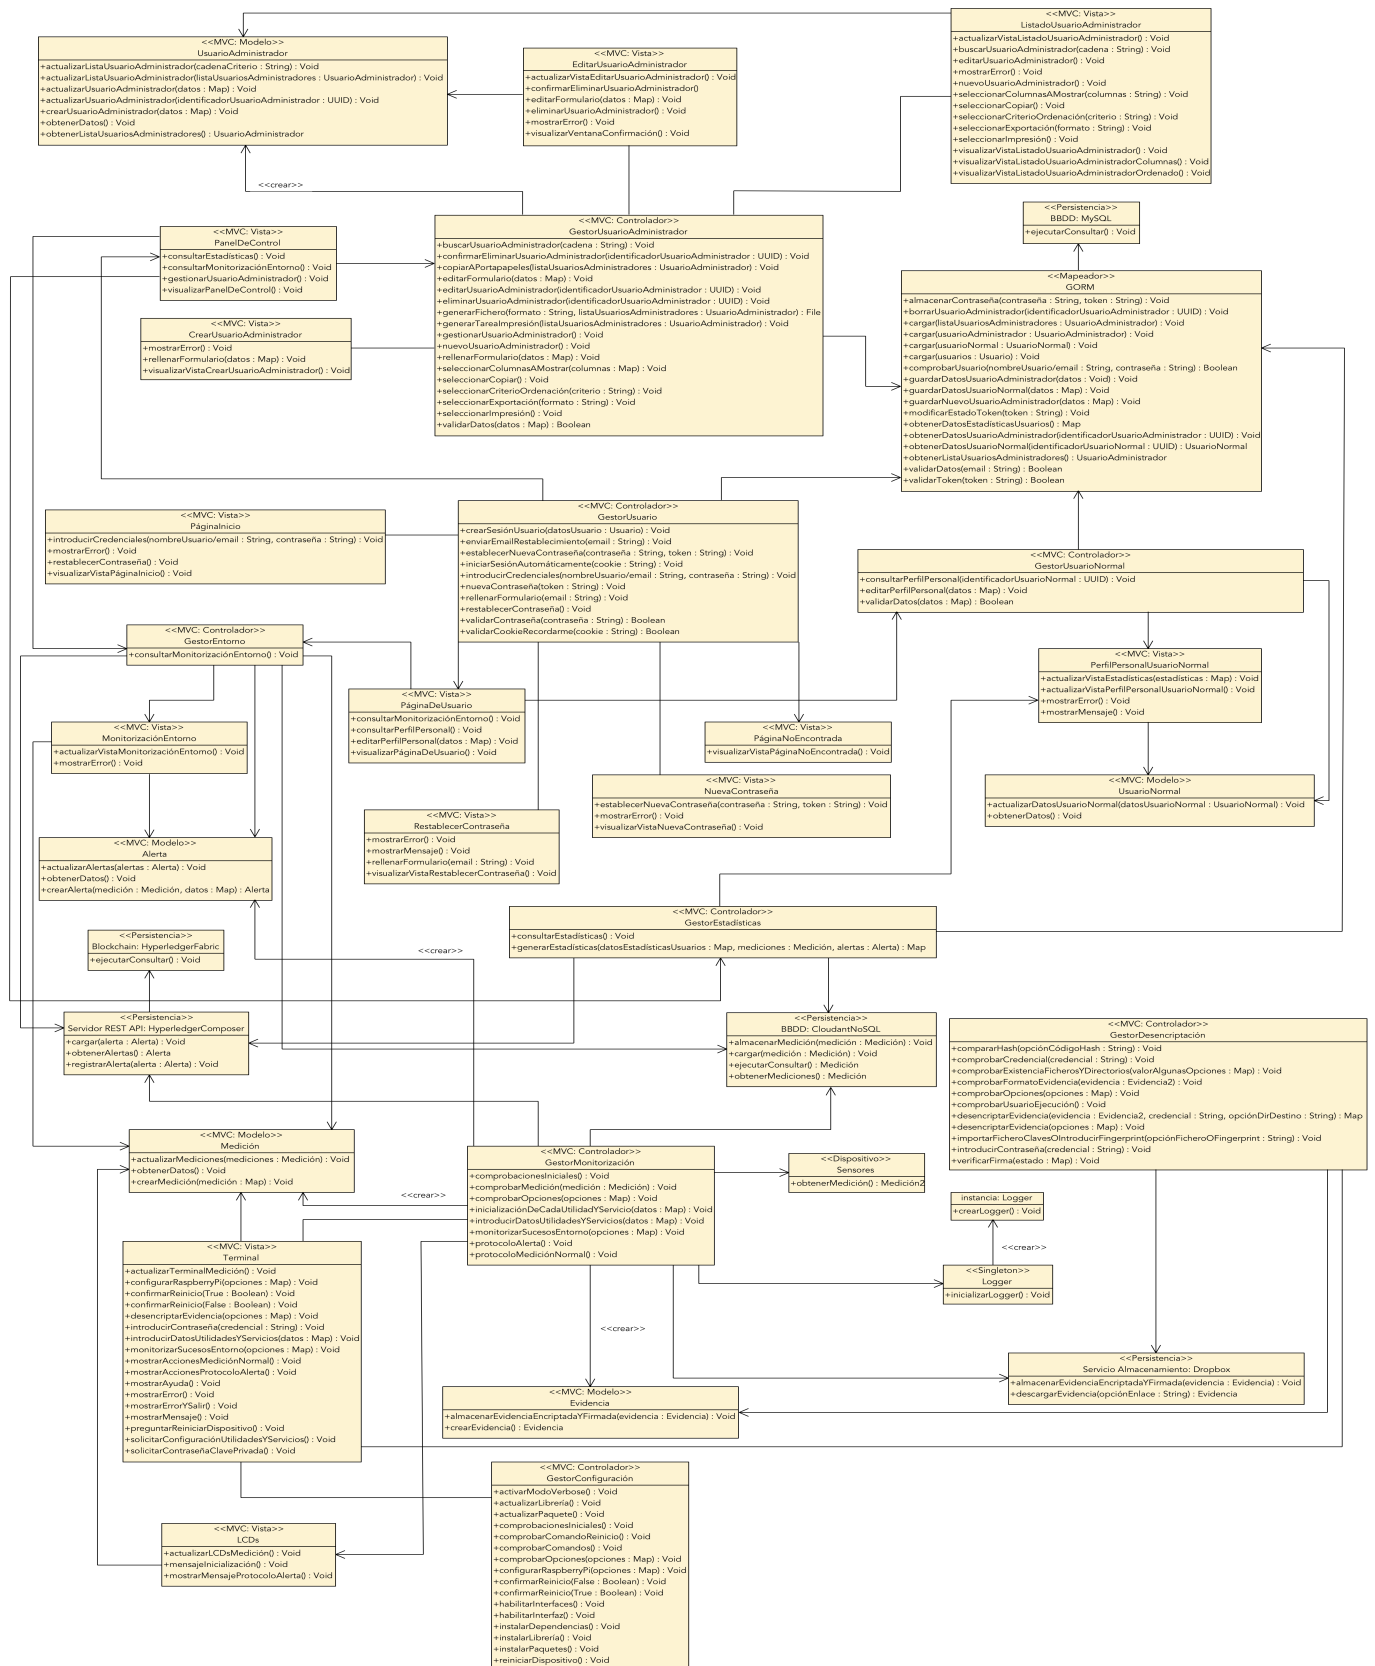 <<MVC: Modelo>>
UsuarioAdministrador
+actualizarListaUsuarioAdministrador(cadenaCriterio : String) : Void
+actualizarListaUsuarioAdministrador(listaUsuariosAdministradores : UsuarioAdministrador) : Void
+actualizarUsuarioAdministrador(datos : Map) : Void
+actualizarUsuarioAdministrador(identificadorUsuarioAdministrador : UUID) : Void
+crearUsuarioAdministrador(datos : Map) : Void
+obtenerDatos() : Void
+obtenerListaUsuariosAdministradores() : UsuarioAdministrador
<<MVC: Vista>>
EditarUsuarioAdministrador
+actualizarVistaEditarUsuarioAdministrador() : Void
+confirmarEliminarUsuarioAdministrador()
+editarFormulario(datos : Map) : Void
+eliminarUsuarioAdministrador() : Void
+mostrarError() : Void
+visualizarVentanaConfirmación() : Void
<<MVC: Vista>>
ListadoUsuarioAdministrador
+actualizarVistaListadoUsuarioAdministrador() : Void
+buscarUsuarioAdministrador(cadena : String) : Void
+editarUsuarioAdministrador() : Void
+mostrarError() : Void
+nuevoUsuarioAdministrador() : Void
+seleccionarColumnasAMostrar(columnas : String) : Void
+seleccionarCopiar() : Void
+seleccionarCriterioOrdenación(criterio : String) : Void
+seleccionarExportación(formato : String) : Void
+seleccionarImpresión() : Void
+visualizarVistaListadoUsuarioAdministrador() : Void
+visualizarVistaListadoUsuarioAdministradorColumnas() : Void
+visualizarVistaListadoUsuarioAdministradorOrdenado() : Void
<<crear>>
<<Persistencia>>
BBDD: MySQL
+ejecutarConsultar() : Void
<<MVC: Vista>>
PanelDeControl
+consultarEstadísticas() : Void
+consultarMonitorizaciónEntorno() : Void
+gestionarUsuarioAdministrador() : Void
+visualizarPanelDeControl() : Void
<<MVC: Controlador>>
GestorUsuarioAdministrador
+buscarUsuarioAdministrador(cadena : String) : Void
+confirmarEliminarUsuarioAdministrador(identificadorUsuarioAdministrador : UUID) : Void
+copiarAPortapapeles(listaUsuariosAdministradores : UsuarioAdministrador) : Void
+editarFormulario(datos : Map) : Void
+editarUsuarioAdministrador(identificadorUsuarioAdministrador : UUID) : Void
+eliminarUsuarioAdministrador(identificadorUsuarioAdministrador : UUID) : Void
+generarFichero(formato : String, listaUsuariosAdministradores : UsuarioAdministrador) : File
+generarTareaImpresión(listaUsuariosAdministradores : UsuarioAdministrador) : Void
+gestionarUsuarioAdministrador() : Void
+nuevoUsuarioAdministrador() : Void
+rellenarFormulario(datos : Map) : Void
+seleccionarColumnasAMostrar(columnas : Map) : Void
+seleccionarCopiar() : Void
+seleccionarCriterioOrdenación(criterio : String) : Void
+seleccionarExportación(formato : String) : Void
+seleccionarImpresión() : Void
+validarDatos(datos : Map) : Boolean
<<Mapeador>>
GORM
+almacenarContraseña(contraseña : String, token : String) : Void
+borrarUsuarioAdministrador(identificadorUsuarioAdministrador : UUID) : Void
+cargar(listaUsuariosAdministradores : UsuarioAdministrador) : Void
+cargar(usuarioAdministrador : UsuarioAdministrador) : Void
+cargar(usuarioNormal : UsuarioNormal) : Void
+cargar(usuarios : Usuario) : Void
+comprobarUsuario(nombreUsuario/email : String, contraseña : String) : Boolean
+guardarDatosUsuarioAdministrador(datos : Void) : Void
+guardarDatosUsuarioNormal(datos : Map) : Void
+guardarNuevoUsuarioAdministrador(datos : Map) : Void
+modificarEstadoToken(token : String) : Void
+obtenerDatosEstadísticasUsuarios() : Map
+obtenerDatosUsuarioAdministrador(identificadorUsuarioAdministrador : UUID) : Void
+obtenerDatosUsuarioNormal(identificadorUsuarioNormal : UUID) : UsuarioNormal
+obtenerListaUsuariosAdministradores() : UsuarioAdministrador
+validarDatos(email : String) : Boolean
+validarToken(token : String) : Boolean
<<MVC: Vista>>
CrearUsuarioAdministrador
+mostrarError() : Void
+rellenarFormulario(datos : Map) : Void
+visualizarVistaCrearUsuarioAdministrador() : Void
<<MVC: Vista>>
PáginaInicio
+introducirCredenciales(nombreUsuario/email : String, contraseña : String) : Void
+mostrarError() : Void
+restablecerContraseña() : Void
+visualizarVistaPáginaInicio() : Void
<<MVC: Controlador>>
GestorUsuario
+crearSesiónUsuario(datosUsuario : Usuario) : Void
+enviarEmailRestablecimiento(email : String) : Void
+establecerNuevaContraseña(contraseña : String, token : String) : Void
+iniciarSesiónAutomáticamente(cookie : String) : Void
+introducirCredenciales(nombreUsuario/email : String, contraseña : String) : Void
+nuevaContraseña(token : String) : Void
+rellenarFormulario(email : String) : Void
+restablecerContraseña() : Void
+validarContraseña(contraseña : String) : Boolean
+validarCookieRecordarme(cookie : String) : Boolean
<<MVC: Controlador>>
GestorUsuarioNormal
+consultarPerfilPersonal(identificadorUsuarioNormal : UUID) : Void
+editarPerfilPersonal(datos : Map) : Void
+validarDatos(datos : Map) : Boolean
<<MVC: Controlador>>
GestorEntorno
+consultarMonitorizaciónEntorno() : Void
<<MVC: Vista>>
PerfilPersonalUsuarioNormal
+actualizarVistaEstadísticas(estadísticas : Map) : Void
+actualizarVistaPerfilPersonalUsuarioNormal() : Void
+mostrarError() : Void
+mostrarMensaje() : Void
<<MVC: Vista>>
PáginaDeUsuario
+consultarMonitorizaciónEntorno() : Void
+consultarPerfilPersonal() : Void
+editarPerfilPersonal(datos : Map) : Void
+visualizarPáginaDeUsuario() : Void
<<MVC: Vista>>
MonitorizaciónEntorno
+actualizarVistaMonitorizaciónEntorno() : Void
+mostrarError() : Void
<<MVC: Vista>>
PáginaNoEncontrada
+visualizarVistaPáginaNoEncontrada() : Void
<<MVC: Vista>>
NuevaContraseña
+establecerNuevaContraseña(contraseña : String, token : String) : Void
+mostrarError() : Void
+visualizarVistaNuevaContraseña() : Void
<<MVC: Modelo>>
UsuarioNormal
+actualizarDatosUsuarioNormal(datosUsuarioNormal : UsuarioNormal) : Void
+obtenerDatos() : Void
<<MVC: Vista>>
RestablecerContraseña
+mostrarError() : Void
+mostrarMensaje() : Void
+rellenarFormulario(email : String) : Void
+visualizarVistaRestablecerContraseña() : Void
<<MVC: Modelo>>
Alerta
+actualizarAlertas(alertas : Alerta) : Void
+obtenerDatos() : Void
+crearAlerta(medición : Medición, datos : Map) : Alerta
<<MVC: Controlador>>
GestorEstadísticas
+consultarEstadísticas() : Void
+generarEstadísticas(datosEstadísticasUsuarios : Map, mediciones : Medición, alertas : Alerta) : Map
<<Persistencia>>
Blockchain: HyperledgerFabric
+ejecutarConsultar() : Void
<<crear>>
<<Persistencia>>
Servidor REST API: HyperledgerComposer
+cargar(alerta : Alerta) : Void
+obtenerAlertas() : Alerta
+registrarAlerta(alerta : Alerta) : Void
<<Persistencia>>
BBDD: CloudantNoSQL
+almacenarMedición(medición : Medición) : Void
+cargar(medición : Medición) : Void
+ejecutarConsultar() : Medición
+obtenerMediciones() : Medición
<<MVC: Controlador>>
GestorDesencriptación
+compararHash(opciónCódigoHash : String) : Void
+comprobarCredencial(credencial : String) : Void
+comprobarExistenciaFicherosYDirectorios(valorAlgunasOpciones : Map) : Void
+comprobarFormatoEvidencia(evidencia : Evidencia2) : Void
+comprobarOpciones(opciones : Map) : Void
+comprobarUsuarioEjecución() : Void
+desencriptarEvidencia(evidencia : Evidencia2, credencial : String, opciónDirDestino : String) : Map
+desencriptarEvidencia(opciones : Map) : Void
+importarFicheroClavesOIntroducirFingerprint(opciónFicheroOFingerprint : String) : Void
+introducirContraseña(credencial : String) : Void
+verificarFirma(estado : Map) : Void
<<MVC: Modelo>>
Medición
+actualizarMediciones(mediciones : Medición) : Void
+obtenerDatos() : Void
+crearMedición(medición : Map) : Void
<<crear>>
<<MVC: Controlador>>
GestorMonitorización
+comprobacionesIniciales() : Void
+comprobarMedición(medición : Medición) : Void
+comprobarOpciones(opciones : Map) : Void
+inicializaciónDeCadaUtilidadYServicio(datos : Map) : Void
+introducirDatosUtilidadesYServicios(datos : Map) : Void
+monitorizarSucesosEntorno(opciones : Map) : Void
+protocoloAlerta() : Void
+protocoloMediciónNormal() : Void
<<Dispositivo>>
Sensores
+obtenerMedición() : Medición2
instancia: Logger
+crearLogger() : Void
<<crear>>
<<Singleton>>
Logger
+inicializarLogger() : Void
<<MVC: Vista>>
Terminal
+actualizarTerminalMedición() : Void
+configurarRaspberryPi(opciones : Map) : Void
+confirmarReinicio(True : Boolean) : Void
+confirmarReinicio(False : Boolean) : Void
+desencriptarEvidencia(opciones : Map) : Void
+introducirContraseña(credencial : String) : Void
+introducirDatosUtilidadesYServicios(datos : Map) : Void
+monitorizarSucesosEntorno(opciones : Map) : Void
+mostrarAccionesMediciónNormal() : Void
+mostrarAccionesProtocoloAlerta() : Void
+mostrarAyuda() : Void
+mostrarError() : Void
+mostrarErrorYSalir() : Void
+mostrarMensaje() : Void
+preguntarReiniciarDispositivo() : Void
+solicitarConfiguraciónUtilidadesYServicios() : Void
+solicitarContraseñaClavePrivada() : Void
<<crear>>
<<Persistencia>>
Servicio Almacenamiento: Dropbox
+almacenarEvidenciaEncriptadaYFirmada(evidencia : Evidencia) : Void
+descargarEvidencia(opciónEnlace : String) : Evidencia
<<MVC: Modelo>>
Evidencia
+almacenarEvidenciaEncriptadaYFirmada(evidencia : Evidencia) : Void
+crearEvidencia() : Evidencia
<<MVC: Controlador>>
GestorConfiguración
+activarModoVerbose() : Void
+actualizarLibrería() : Void
+actualizarPaquete() : Void
+comprobacionesIniciales() : Void
+comprobarComandoReinicio() : Void
+comprobarComandos() : Void
+comprobarOpciones(opciones : Map) : Void
+configurarRaspberryPi(opciones : Map) : Void
+confirmarReinicio(False : Boolean) : Void
+confirmarReinicio(True : Boolean) : Void
+habilitarInterfaces() : Void
+habilitarInterfaz() : Void
+instalarDependencias() : Void
+instalarLibrería() : Void
+instalarPaquetes() : Void
+reiniciarDispositivo() : Void
<<MVC: Vista>>
LCDs
+actualizarLCDsMedición() : Void
+mensajeInicialización() : Void
+mostrarMensajeProtocoloAlerta() : Void